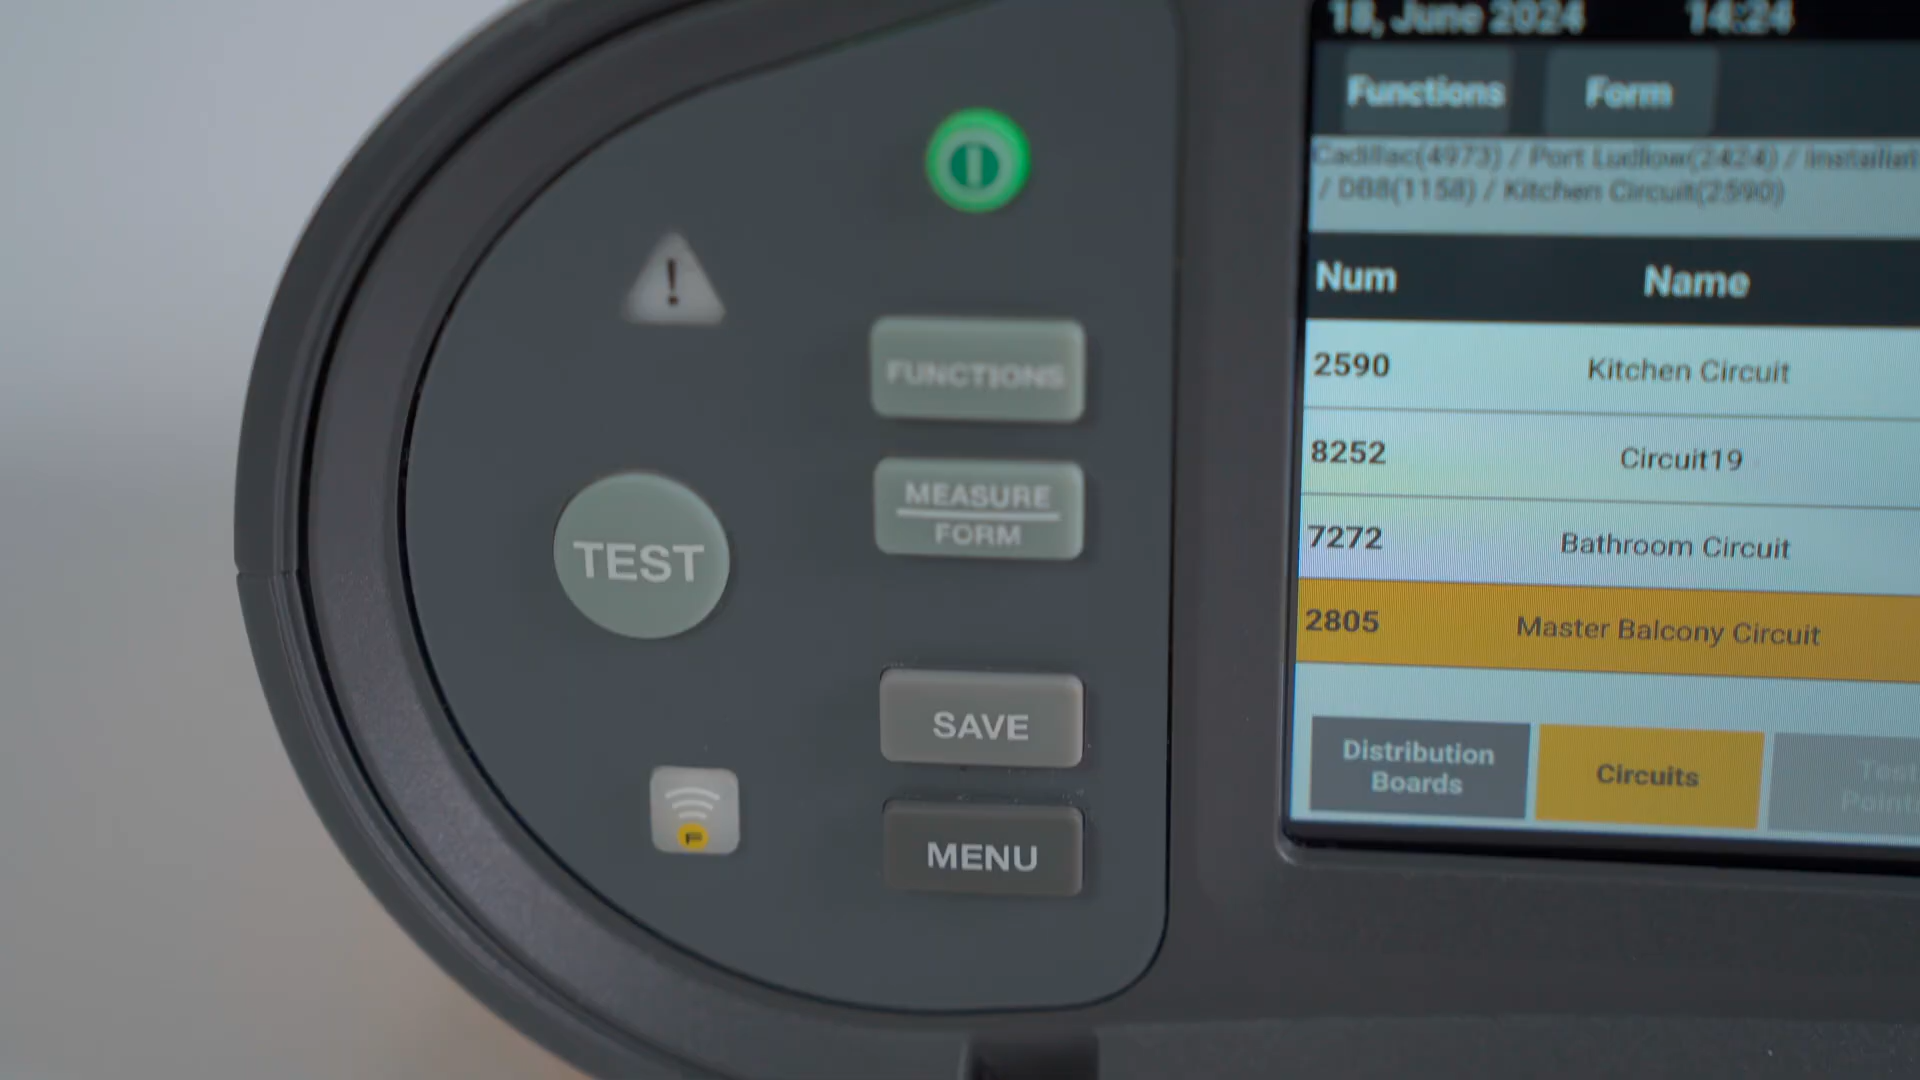 18, June 2024 14:24
Functions Form
Cadillac(4973) / Port Ludlow(2424) /
/ DB8(1158) / Kitchen Circuit(2590)
Num Name
2590 Kitchen Circuit
8252 Circuit19
7272 Bathroom Circuit
2805 Master Balcony Circuit
Distribution
Boards
Circuits
Test
!
FUNCTIONS
MEASURE
FORM
TEST
SAVE
MENU
F